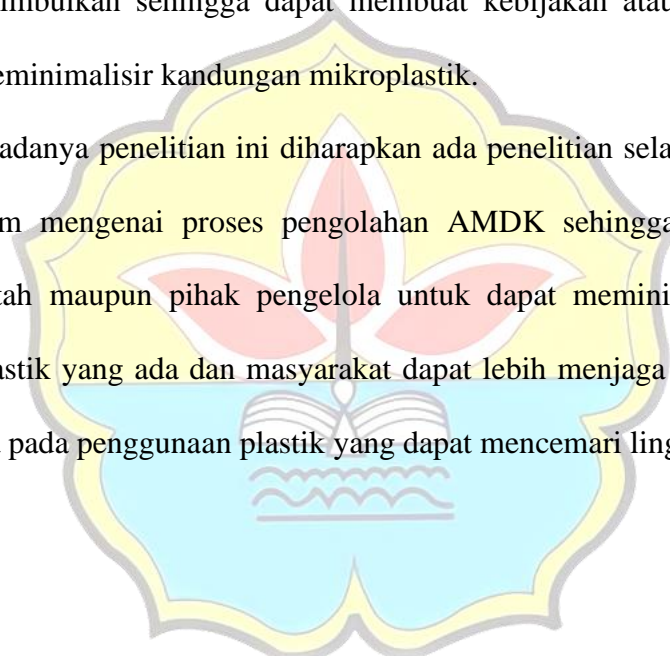 imbulkan sehingga dapat membuat kebijakan atau
eminimalisir kandungan mikroplastik.
adanya penelitian ini diharapkan ada penelitian sela
m mengenai proses pengolahan AMDK sehingga
tah maupun pihak pengelola untuk dapat memini
astik yang ada dan masyarakat dapat lebih menjaga
pada penggunaan plastik yang dapat mencemari ling